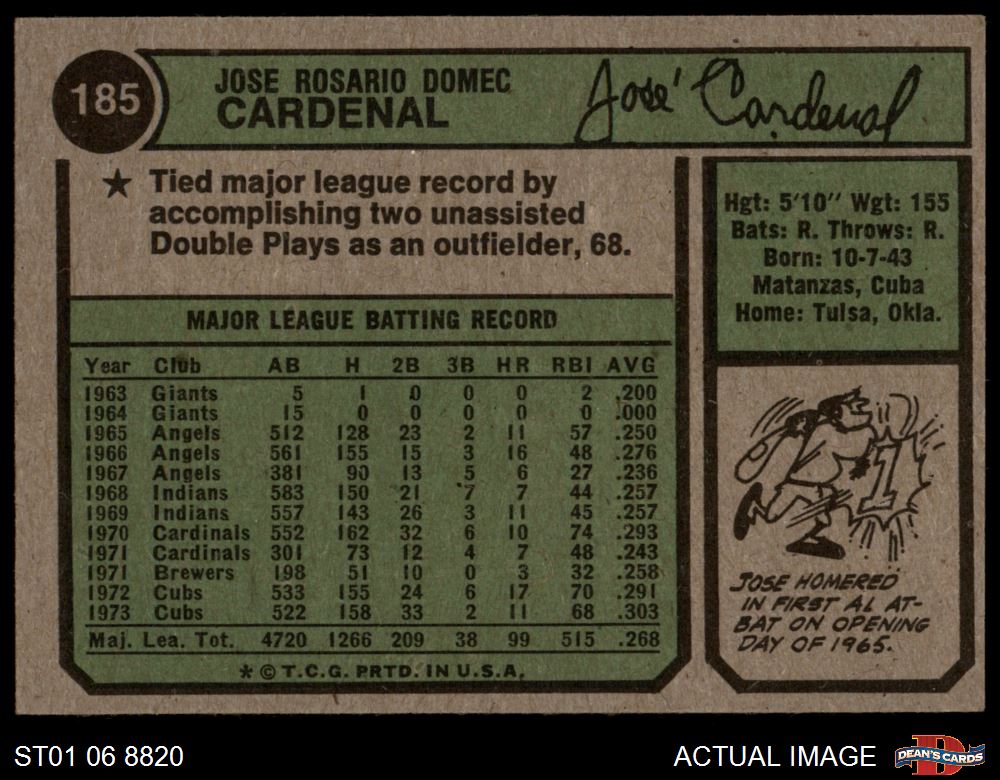 185
JOSE ROSARIO DOMEC
CARDENAL
José Cardenal
★ Tied major league record by
accomplishing two unassisted
Double Plays as an outfielder, 68.
Hgt: 5'10" Wgt: 155
Bats: R. Throws: R.
Born: 10-7-43
Matanzas, Cuba
Home: Tulsa, Okla.
MAJOR LEAGUE BATTING RECORD
Year Club AB H 2B 3B HR RBI AVG
1963 Giants 5 1 0 0 0 2 .200
1964 Giants 15 0 0 0 0 0 .000
1965 Angels 512 128 23 2 11 57 .250
1966 Angels 561 155 15 3 16 48 .276
1967 Angels 381 90 13 5 6 27 .236
1968 Indians 583 150 21 7 7 44 .257
1969 Indians 557 143 26 3 11 45 .257
1970 Cardinals 552 162 32 6 10 74 .293
1971 Cardinals 301 73 12 4 7 48 .243
1971 Brewers 198 51 10 0 3 32 .258
1972 Cubs 533 155 24 6 17 70 .291
1973 Cubs 522 158 33 2 11 68 .303
Maj. Lea. Tot. 4720 1266 209 38 99 515 .268
* © T.C.G. PRTD. IN U.S.A.
1
JOSE HOMERED
IN FIRST AL AT-
BAT ON OPENING
DAY OF 1965.
ST01 06 8820
ACTUAL IMAGE
D
DEAN'S CARDS